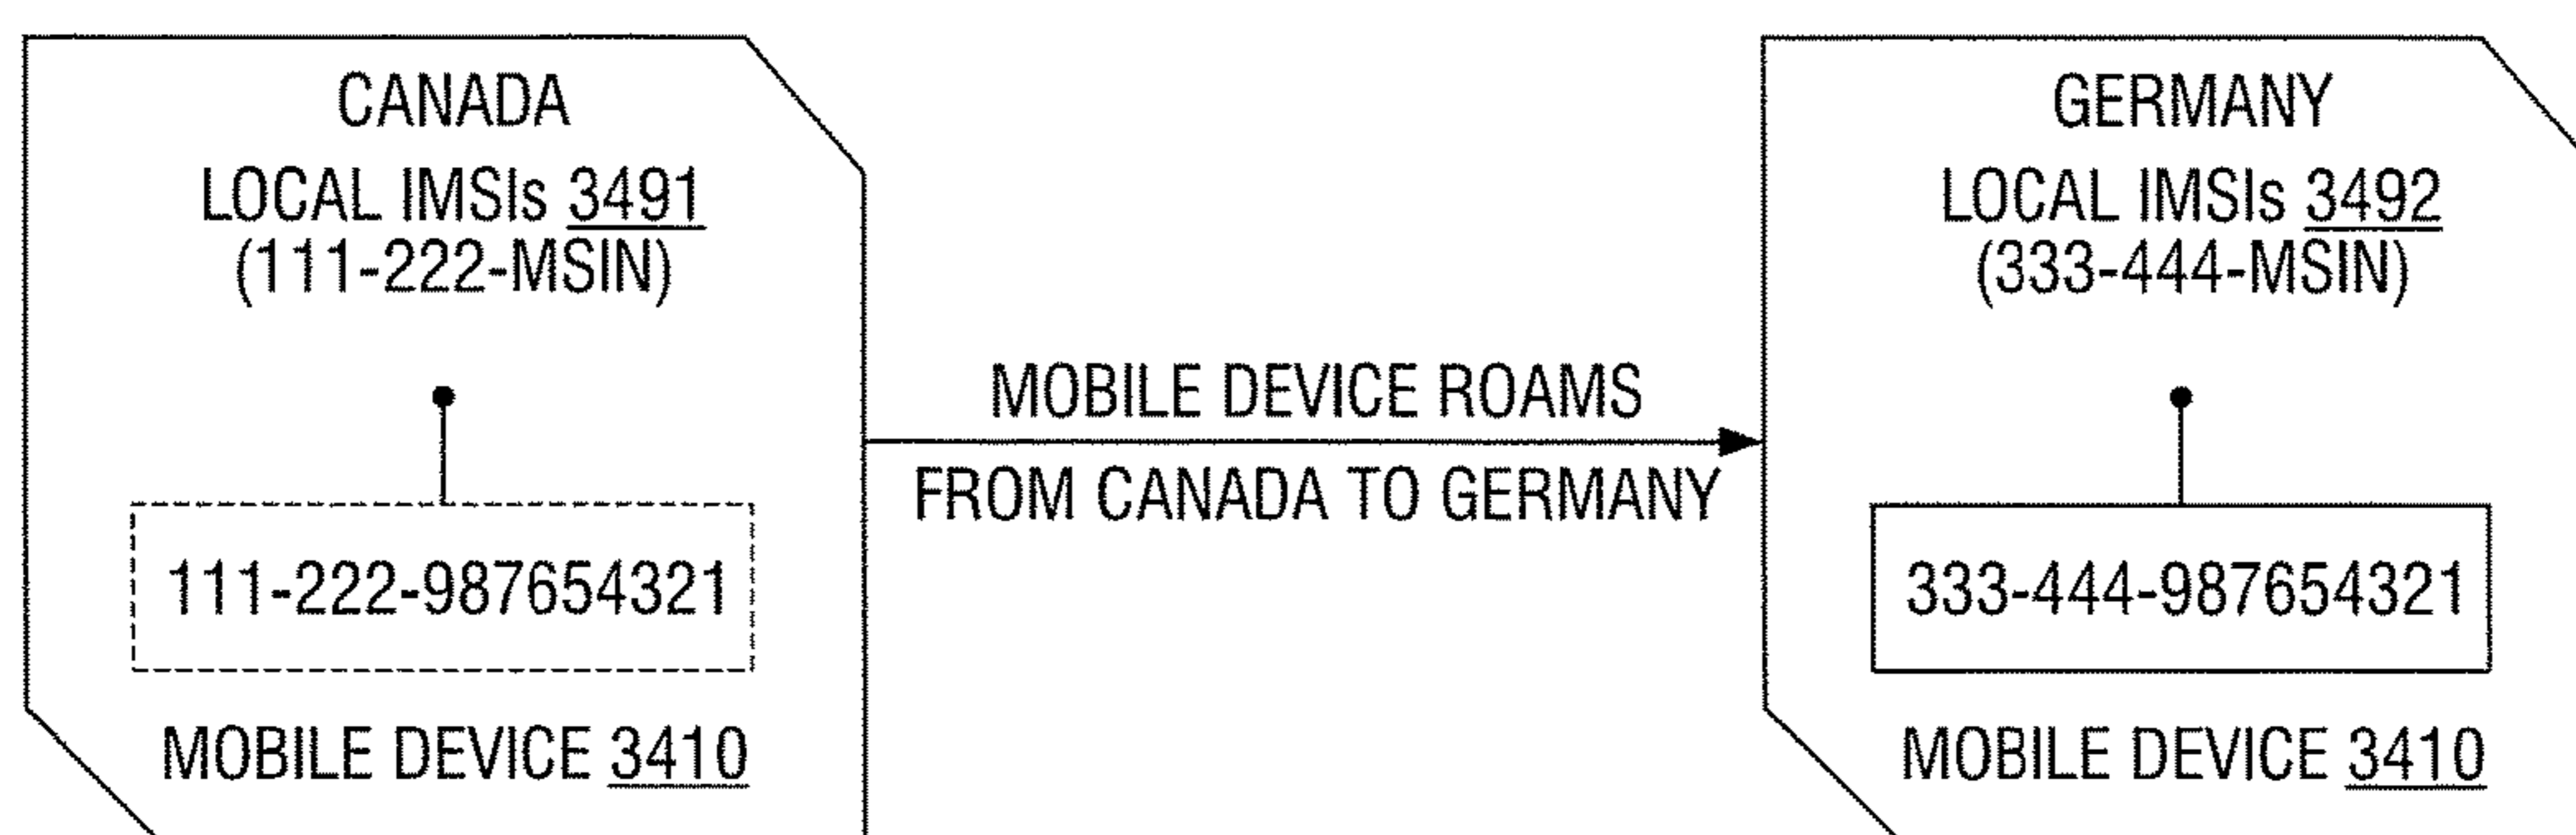 CANADA
LOCAL IMSIs 3491
(111-222-MSIN)
111-222-987654321
MOBILE DEVICE 3410
MOBILE DEVICE ROAMS
FROM CANADA TO GERMANY
GERMANY
LOCAL IMSIs 3492
(333-444-MSIN)
333-444-987654321
MOBILE DEVICE 3410